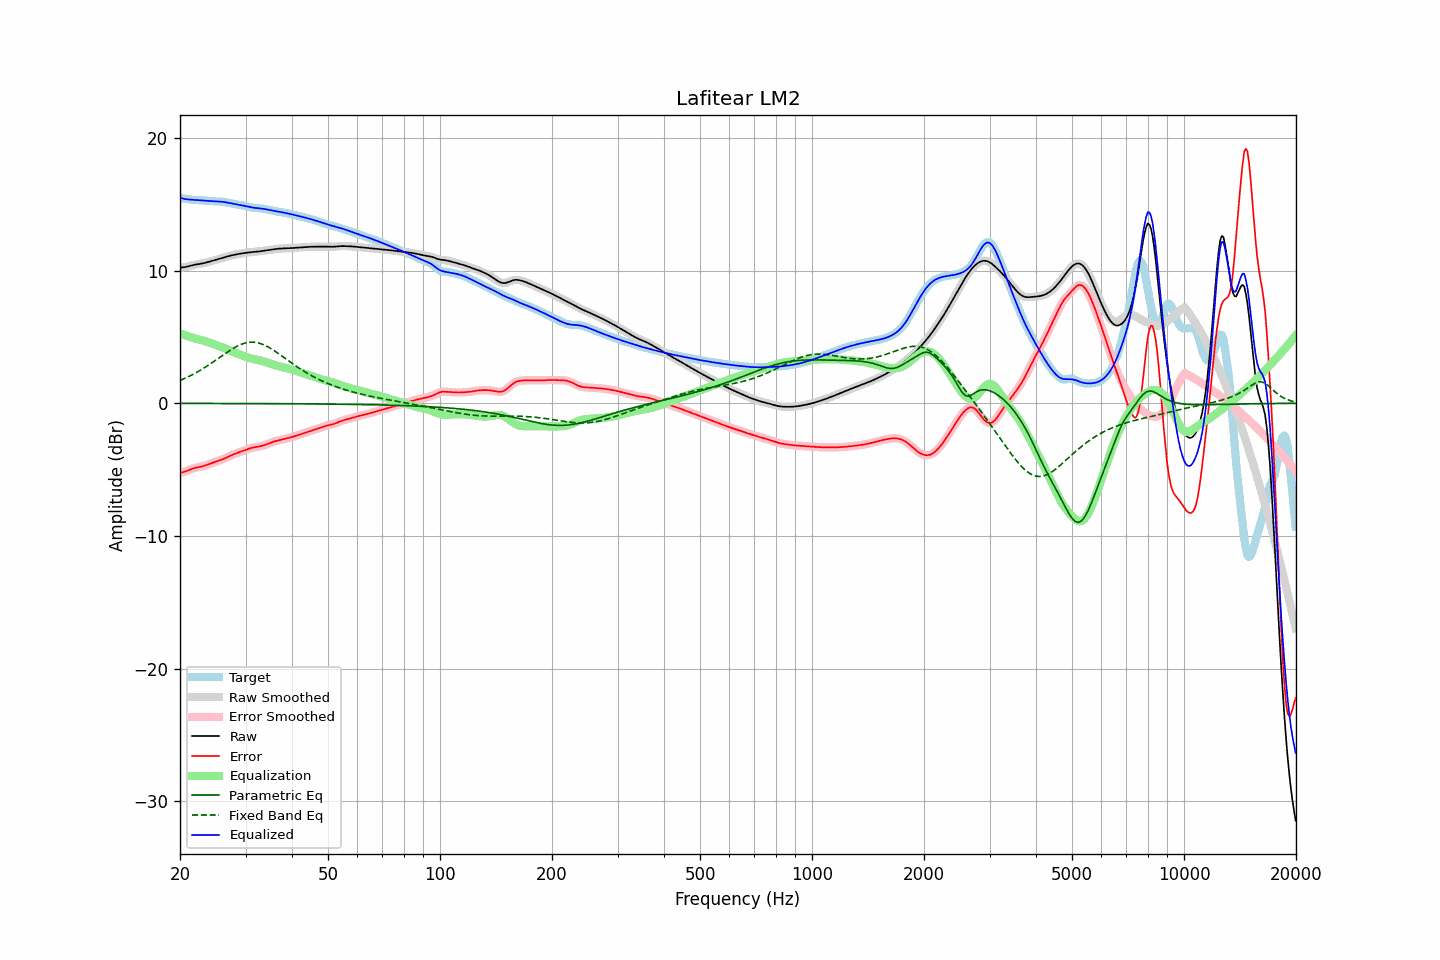 Lafitear LM2
20
10
0
−10
−20
−30
Amplitude (dBr)
Target
Raw Smoothed
Error Smoothed
Raw
Error
Equalization
Parametric Eq
Fixed Band Eq
Equalized
20 50 100 200 500 1000 2000 5000 10000 20000
Frequency (Hz)